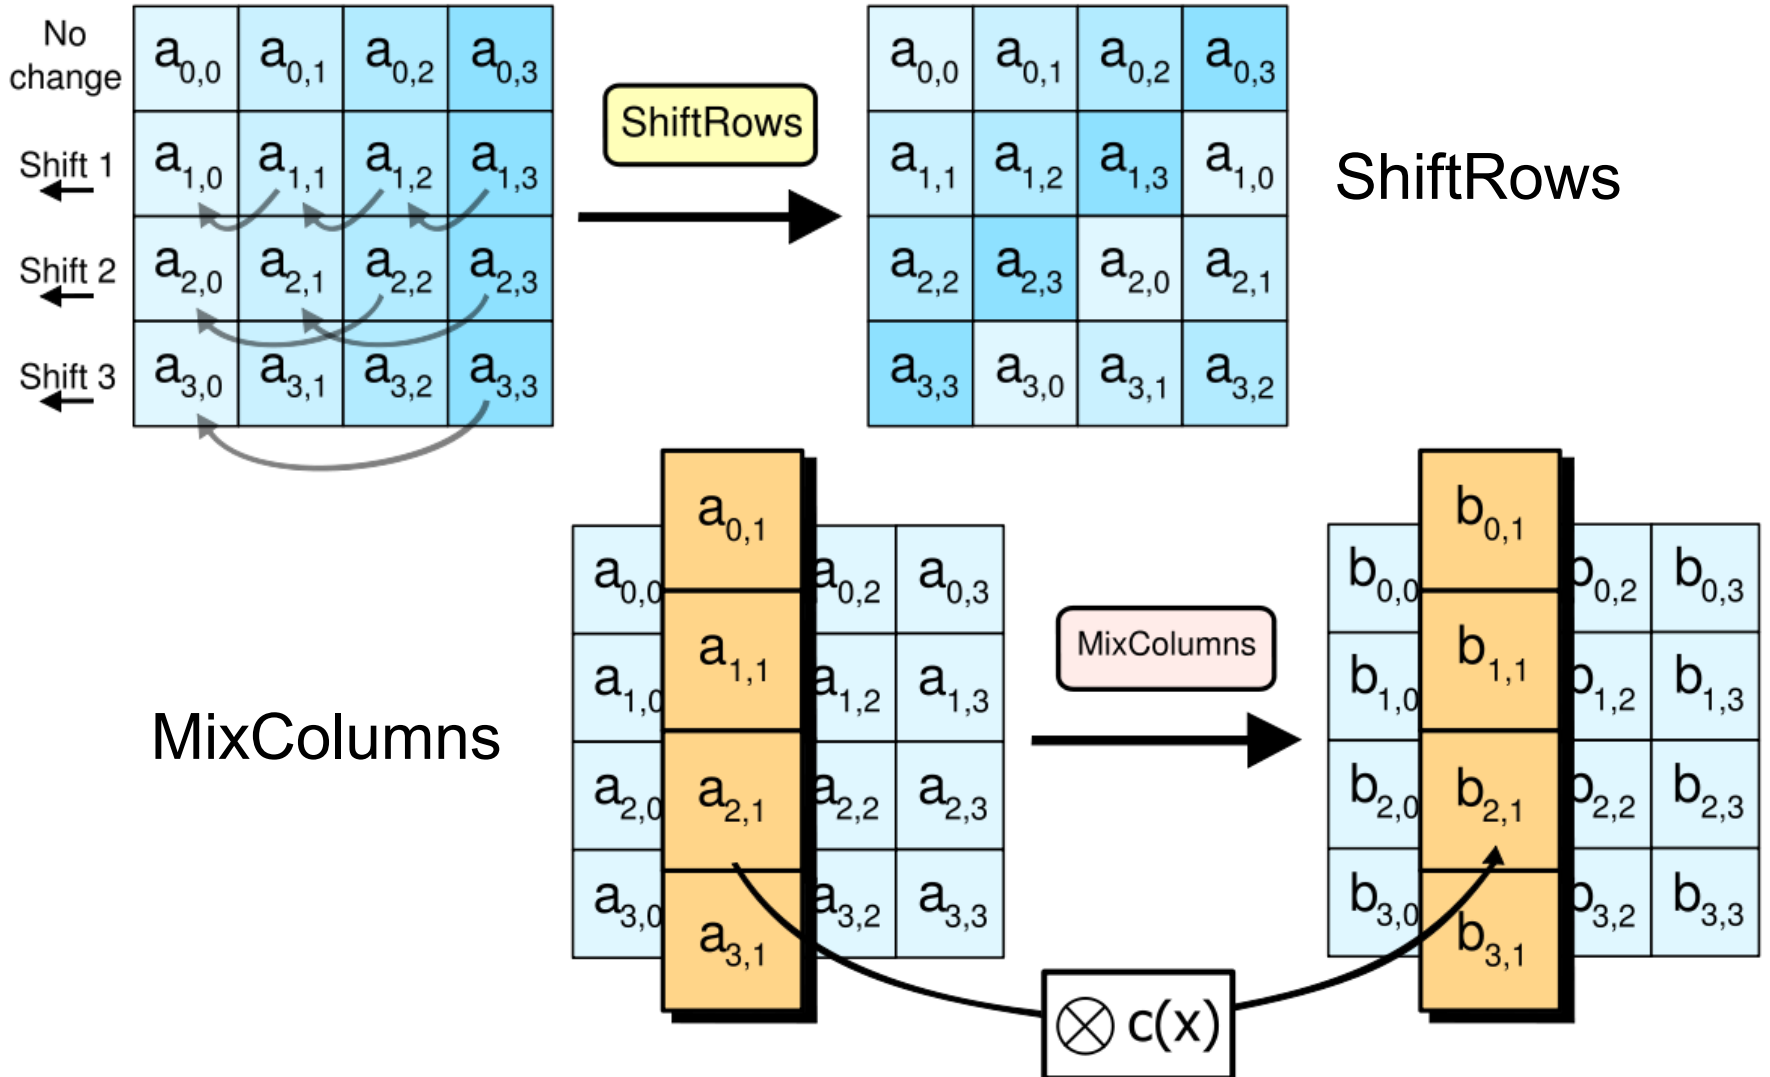 No
change
a0,0 a0,1 a0,2 a0,3
Shift 1
a1,0 a1,1 a1,2 a1,3
Shift 2
a2,0 a2,1 a2,2 a2,3
Shift 3
a3,0 a3,1 a3,2 a3,3
ShiftRows
a0,0 a0,1 a0,2 a0,3
a1,1 a1,2 a1,3 a1,0
a2,2 a2,3 a2,0 a2,1
a3,3 a3,0 a3,1 a3,2
ShiftRows
MixColumns
a0,0 a0,1 a0,2 a0,3
a1,0 a1,1 a1,2 a1,3
a2,0 a2,1 a2,2 a2,3
a3,0 a3,1 a3,2 a3,3
MixColumns
b0,0 b0,1 b0,2 b0,3
b1,0 b1,1 b1,2 b1,3
b2,0 b2,1 b2,2 b2,3
b3,0 b3,1 b3,2 b3,3
⊗ c(x)